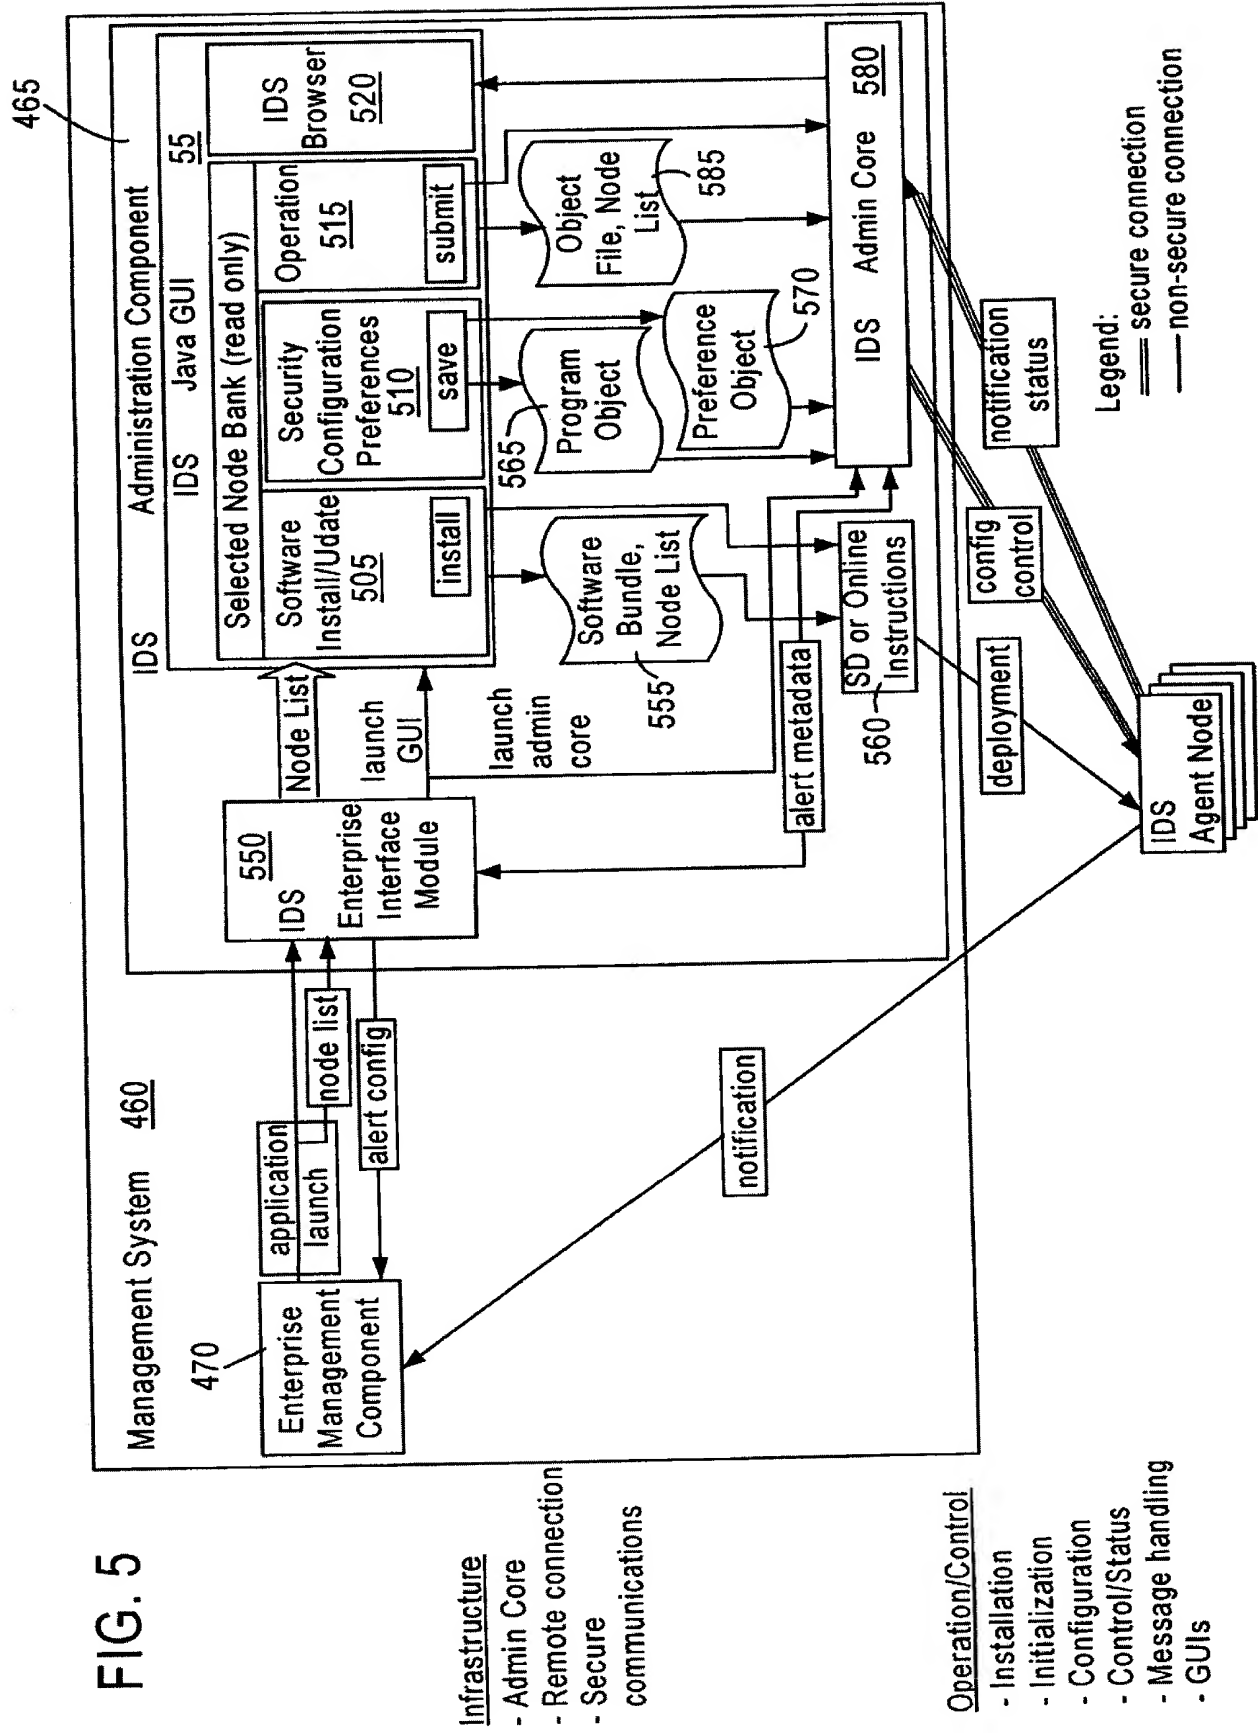 FIG. 5
Management System 460
465
IDS Administration Component
IDS Java GUI 55
Selected Node Bank (read only)
Software
Install/Udate
505
install
Security
Configuration
Preferences
510
save
Operation
515
submit
IDS
Browser
520
470
Enterprise
Management
Component
application
launch
node list
alert config
550
IDS
Enterprise
Interface
Module
Node List
launch
GUI
launch
admin
core
Software
Bundle,
Node List
555
565
Program
Object
Preference
Object
570
Object
File, Node
List
585
alert metadata
SD or Online
Instructions
560
IDS Admin Core 580
notification
deployment
config
control
notification
status
IDS
Agent Node
Legend:
secure connection
non-secure connection
Infrastructure
- Admin Core
- Remote connection
- Secure
communications
Operation/Control
- Installation
- Initialization
- Configuration
- Control/Status
- Message handling
- GUIs